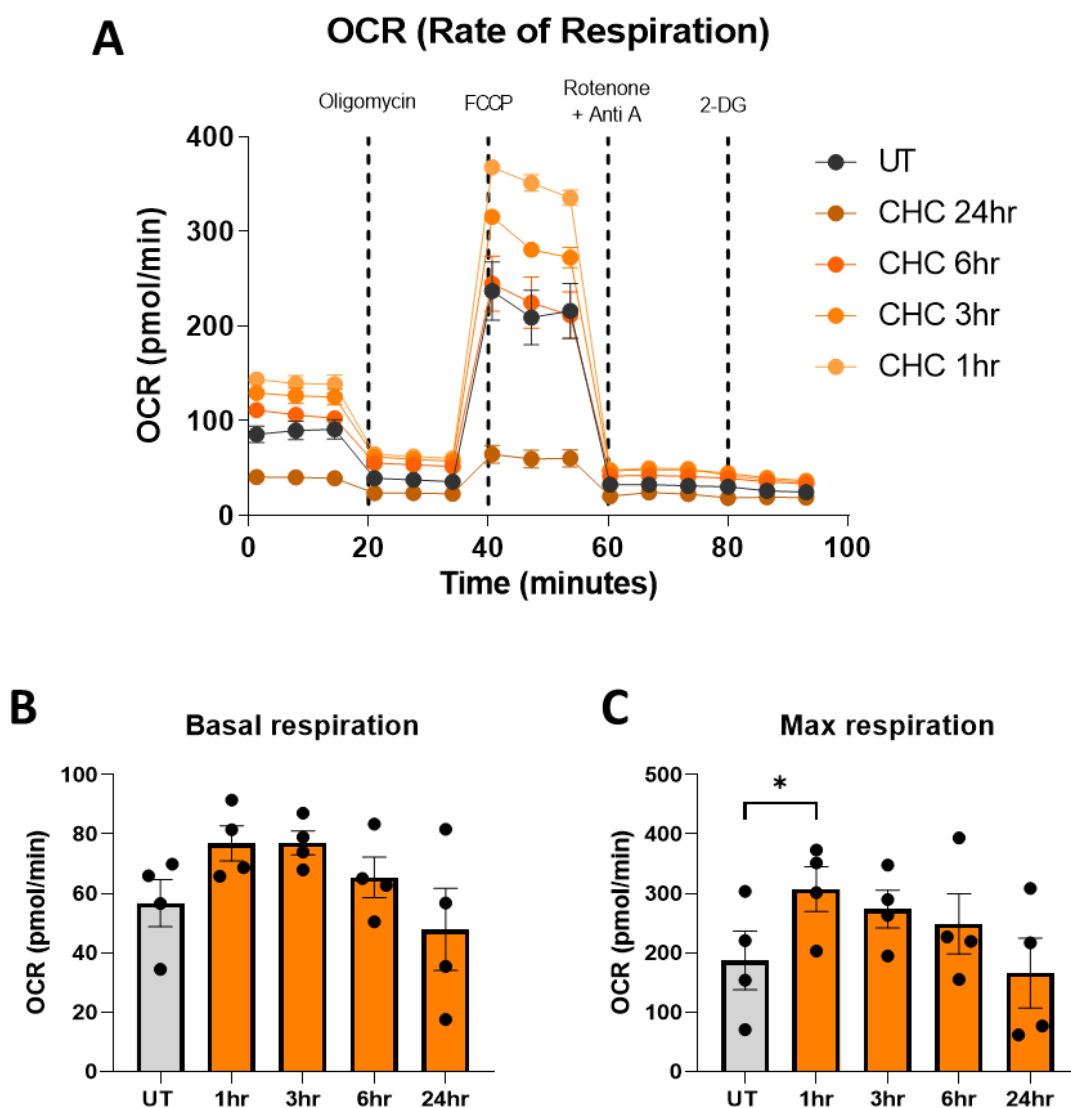 A
OCR (Rate of Respiration)
Oligomycin
FCCP
Rotenone
+ Anti A
2-DG
400
300
200
100
0
OCR (pmol/min)
0 20 40 60 80 100
Time (minutes)
UT
CHC 24hr
CHC 6hr
CHC 3hr
CHC 1hr
B
Basal respiration
100
80
60
40
20
0
OCR (pmol/min)
UT 1hr 3hr 6hr 24hr
C
Max respiration
500
400
300
200
100
0
OCR (pmol/min)
*
UT 1hr 3hr 6hr 24hr